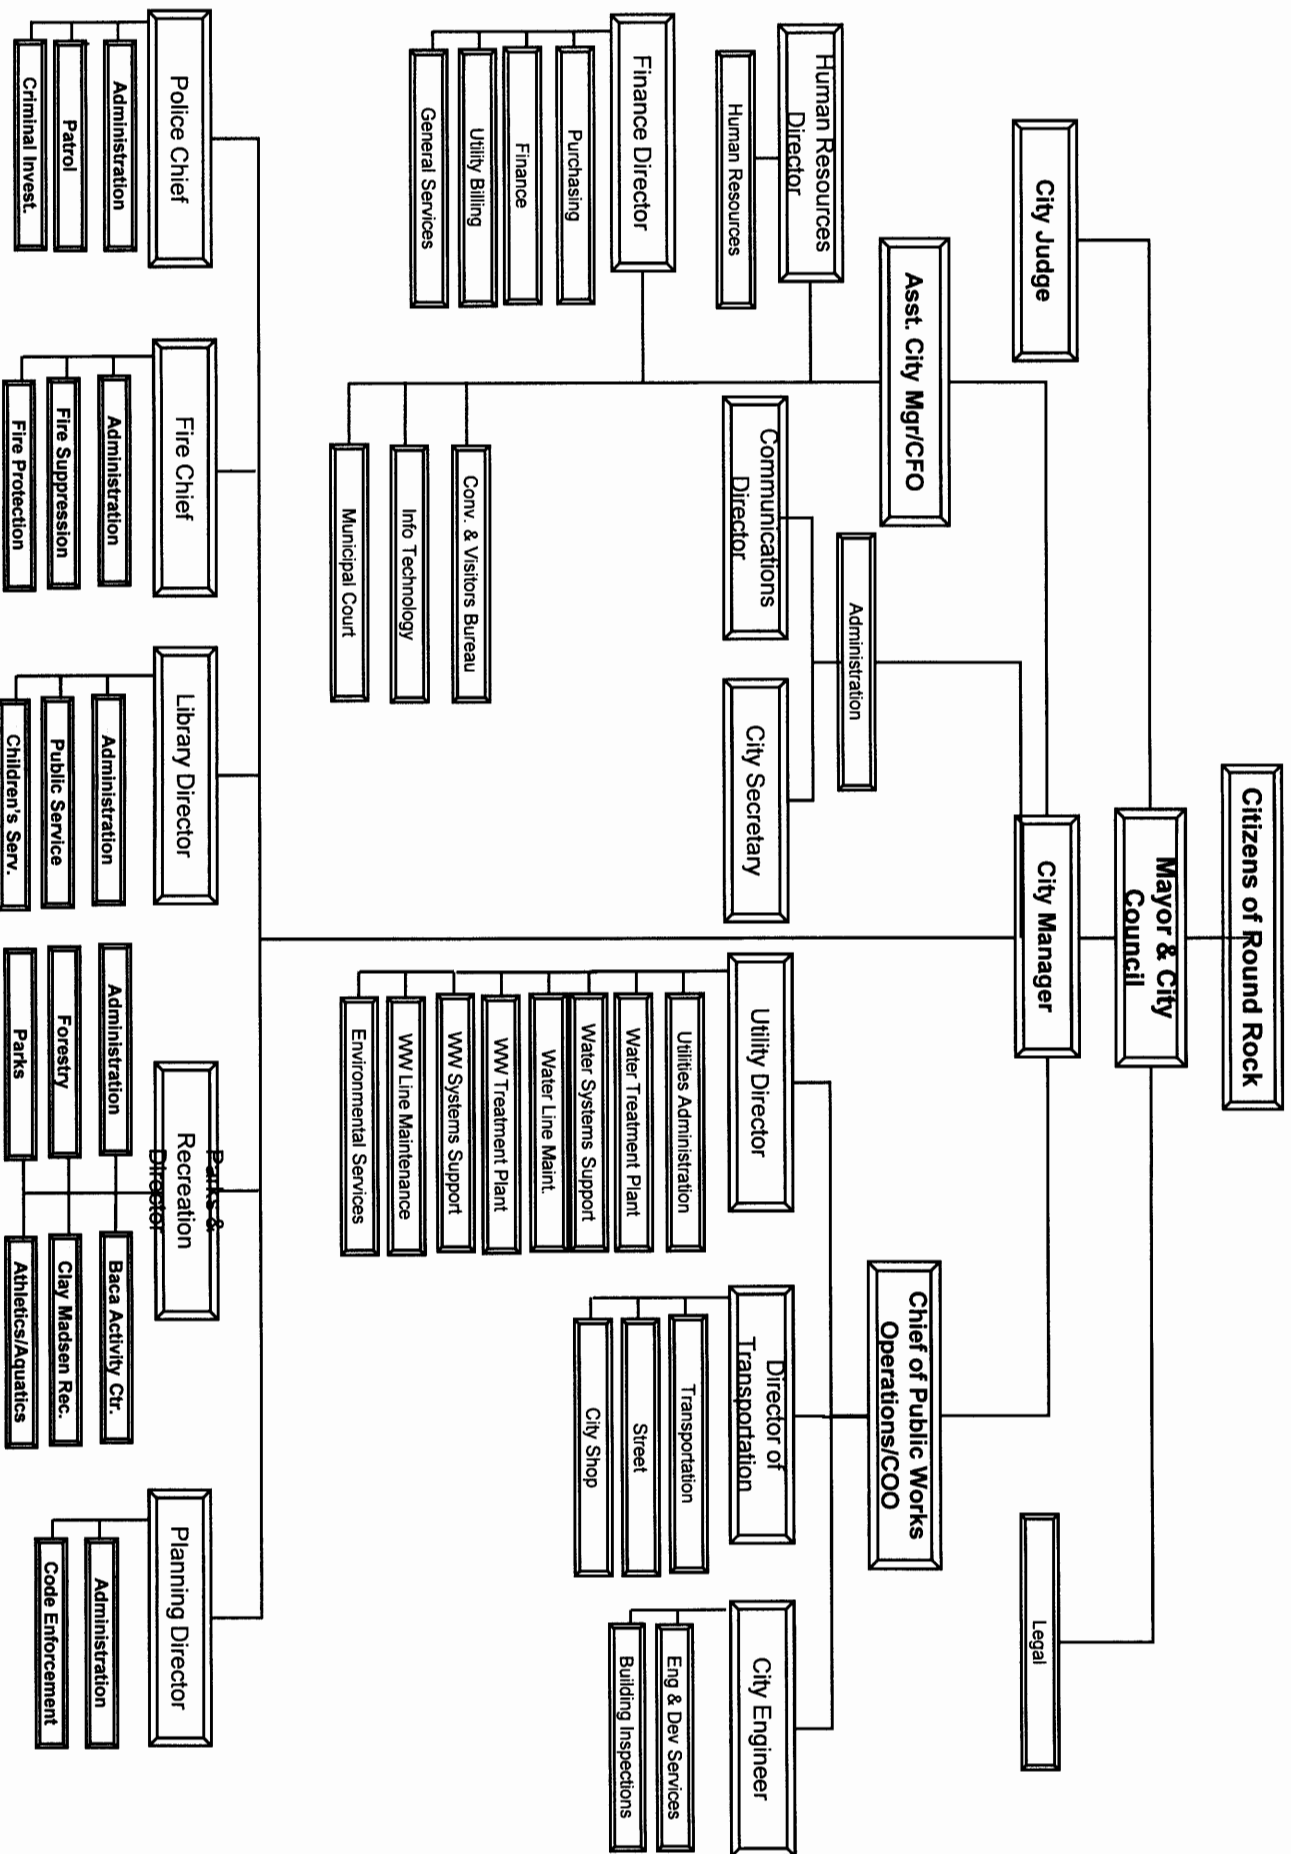 Citizens of Round Rock
Mayor & City
Council
City Judge
City Manager
Legal
Asst. City Mgr/CFO
Administration
Chief of Public Works
Operations/COO
Human Resources
Director
Human Resources
Communications
Director
City Secretary
Utility Director
Utilities Administration
Water Treatment Plant
Water Systems Support
Water Line Maint.
WW Treatment Plant
WW Systems Support
WW Line Maintenance
Environmental Services
Director of
Transportation
Transportation
Street
City Shop
City Engineer
Eng & Dev Services
Building Inspections
Finance Director
Purchasing
Finance
Utility Billing
General Services
Conv. & Visitors Bureau
Info Technology
Municipal Court
Police Chief
Administration
Patrol
Criminal Invest.
Fire Chief
Administration
Fire Suppression
Fire Protection
Library Director
Administration
Public Service
Children's Serv.
Parks &
Recreation
Director
Administration
Forestry
Parks
Baca Activity Ctr.
Clay Madsen Rec.
Athletics/Aquatics
Planning Director
Administration
Code Enforcement